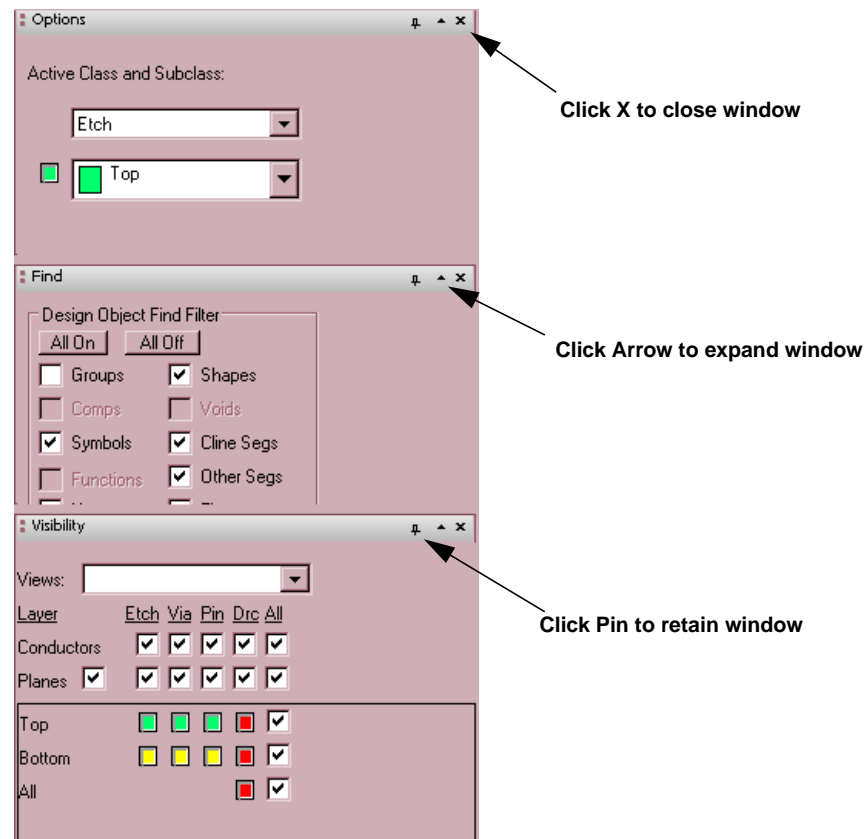 Options
Active Class and Subclass:
Click X to close window
Etch
Top
Find
Design Object Find Filter
All On All Off
Click Arrow to expand window
Groups Shapes
Comps Voids
Symbols Cline Segs
Functions Other Segs
Visibility
Views:
Layer Etch Via Pin Drc All
Click Pin to retain window
Conductors
Planes
Top
Bottom
All